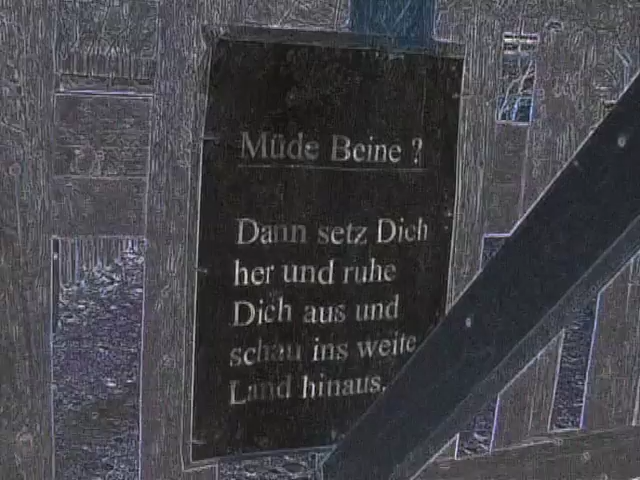 Müde Beine ?
Dann setz Dich
her und ruhe
Dich aus und
schau ins weite
Land hinaus.